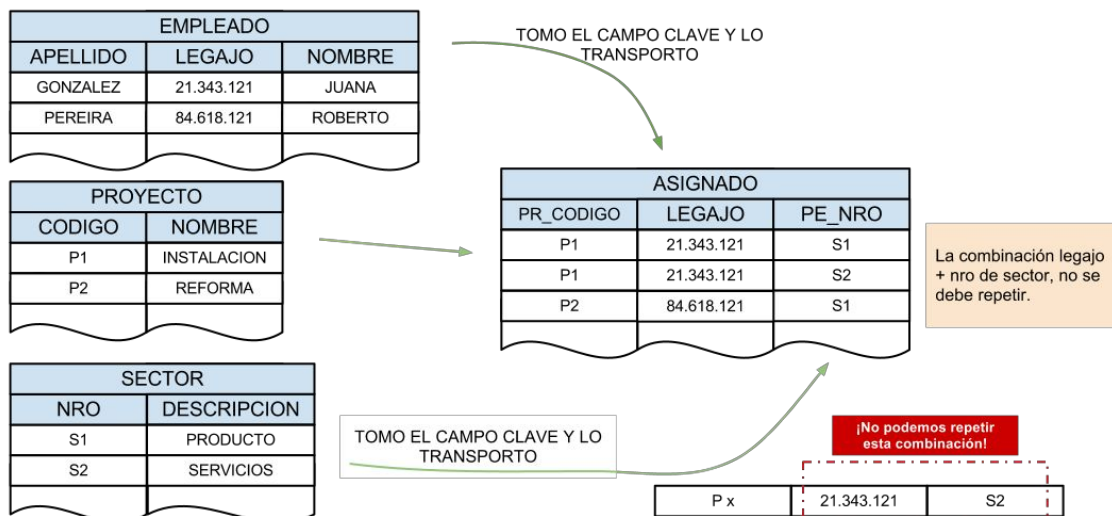 EMPLEADO
APELLIDO LEGAJO NOMBRE
GONZALEZ 21.343.121 JUANA
PEREIRA 84.618.121 ROBERTO
TOMO EL CAMPO CLAVE Y LO
TRANSPORTO
PROYECTO
CODIGO NOMBRE
P1 INSTALACION
P2 REFORMA
ASIGNADO
PR_CODIGO LEGAJO PE_NRO
P1 21.343.121 S1
P1 21.343.121 S2
P2 84.618.121 S1
La combinación legajo
+ nro de sector, no se
debe repetir.
SECTOR
NRO DESCRIPCION
S1 PRODUCTO
S2 SERVICIOS
TOMO EL CAMPO CLAVE Y LO
TRANSPORTO
¡No podemos repetir
esta combinación!
P x 21.343.121 S2